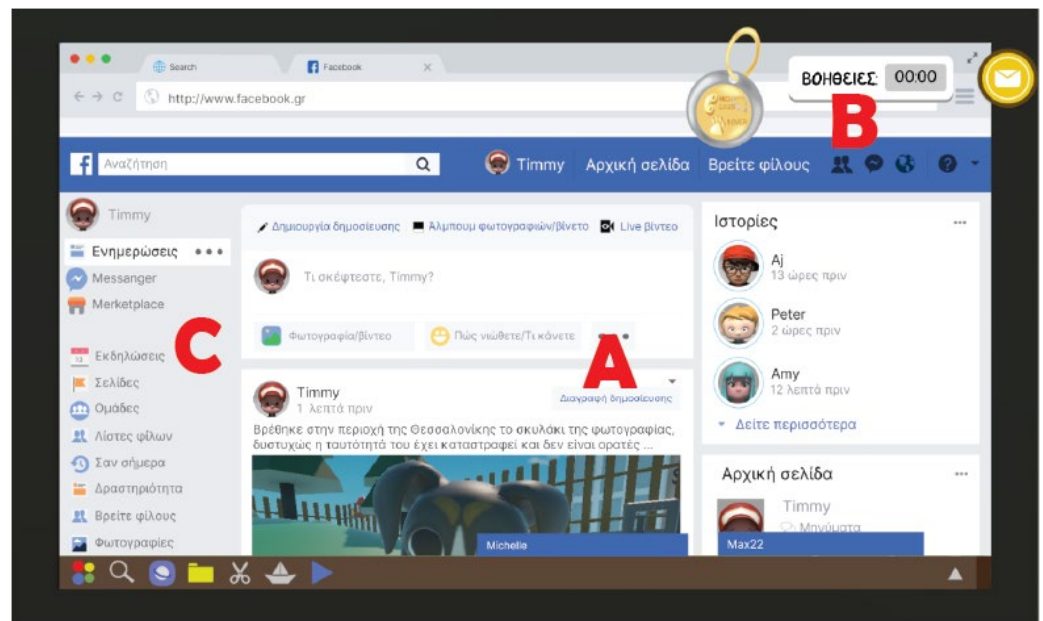 Search
Facebook
ΒΟΗΘΕΙΕΣ: 00:00
http://www.facebook.gr
B
f Αναζήτηση
Timmy Αρχική σελίδα Βρείτε φίλους
Timmy
Ενημερώσεις
Messanger
Merketplace
C
Εκδηλώσεις
Σελίδες
Ομάδες
Λίστες φίλων
Σαν σήμερα
Δραστηριότητα
Βρείτε φίλους
Φωτογραφίες
Δημιουργία δημοσίευσης Άλμπουμ φωτογραφιών/βίνετο Live βίντεο
Τι σκέφτεστε, Timmy?
Φωτογραφία/βίντεο Πώς νιώθετε/Τι κάνετε
A
Timmy
1 λεπτά πριν
Διαγραφή δημοσίευσης
Βρέθηκε στην περιοχή της Θεσσαλονίκης το σκυλάκι της φωτογραφίας,
δυστυχώς η ταυτότητά του έχει καταστραφεί και δεν είναι ορατές ...
Michelle
Ιστορίες
Aj
13 ώρες πριν
Peter
2 ώρες πριν
Amy
12 λεπτά πριν
Δείτε περισσότερα
Αρχική σελίδα
Timmy
Μηνύματα
Max22